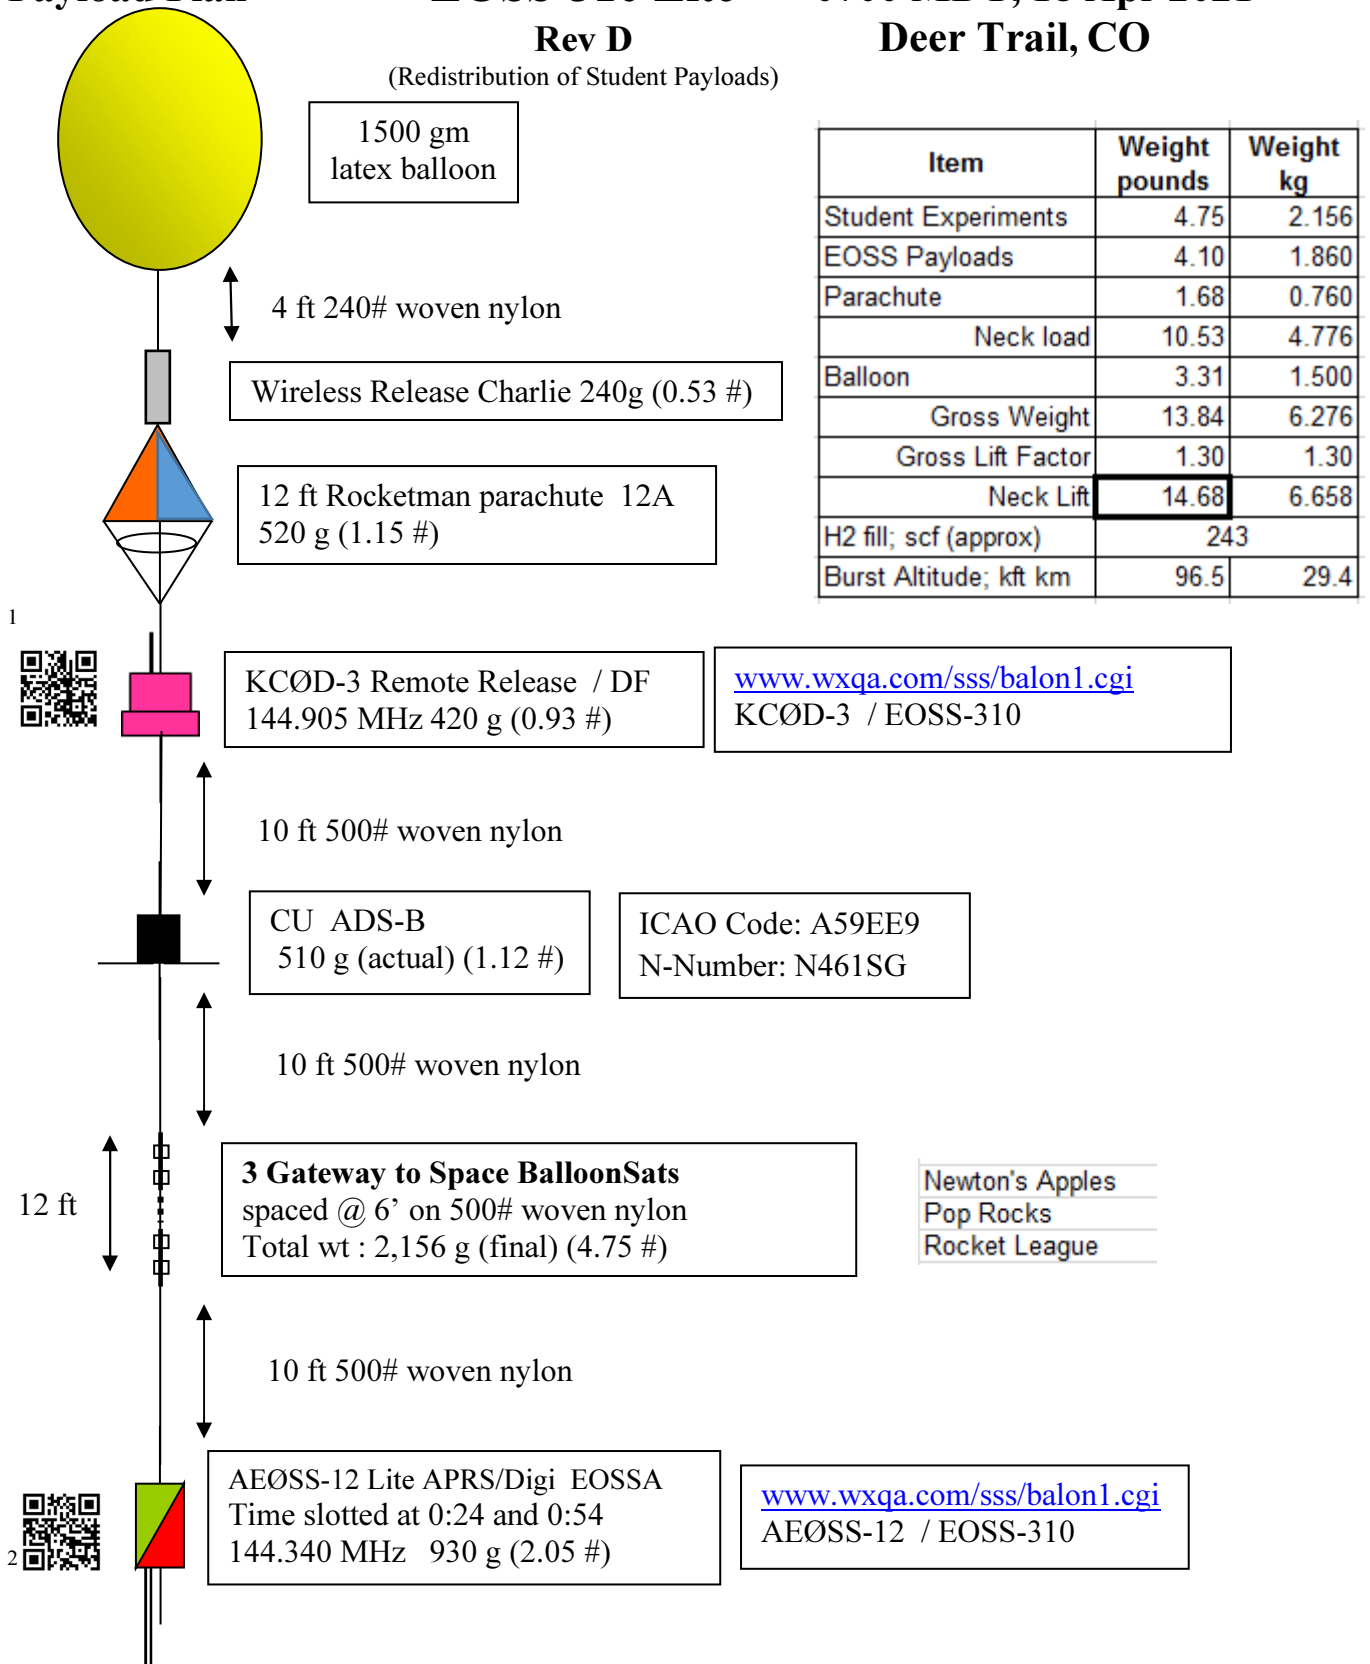 Rev D
Deer Trail, CO
(Redistribution of Student Payloads)
1500 gm
latex balloon
Item Weight pounds Weight kg
Student Experiments 4.75 2.156
EOSS Payloads 4.10 1.860
Parachute 1.68 0.760
Neck load 10.53 4.776
Balloon 3.31 1.500
Gross Weight 13.84 6.276
Gross Lift Factor 1.30 1.30
Neck Lift 14.68 6.658
H2 fill; scf (approx) 243
Burst Altitude; kft km 96.5 29.4
4 ft 240# woven nylon
Wireless Release Charlie 240g (0.53 #)
12 ft Rocketman parachute 12A
520 g (1.15 #)
1
KCØD-3 Remote Release / DF
144.905 MHz 420 g (0.93 #)
www.wxqa.com/sss/balon1.cgi
KCØD-3 / EOSS-310
10 ft 500# woven nylon
CU ADS-B
510 g (actual) (1.12 #)
ICAO Code: A59EE9
N-Number: N461SG
10 ft 500# woven nylon
12 ft
3 Gateway to Space BalloonSats
spaced @ 6’ on 500# woven nylon
Total wt : 2,156 g (final) (4.75 #)
Newton's Apples
Pop Rocks
Rocket League
10 ft 500# woven nylon
2
AEØSS-12 Lite APRS/Digi EOSSA
Time slotted at 0:24 and 0:54
144.340 MHz 930 g (2.05 #)
www.wxqa.com/sss/balon1.cgi
AEØSS-12 / EOSS-310